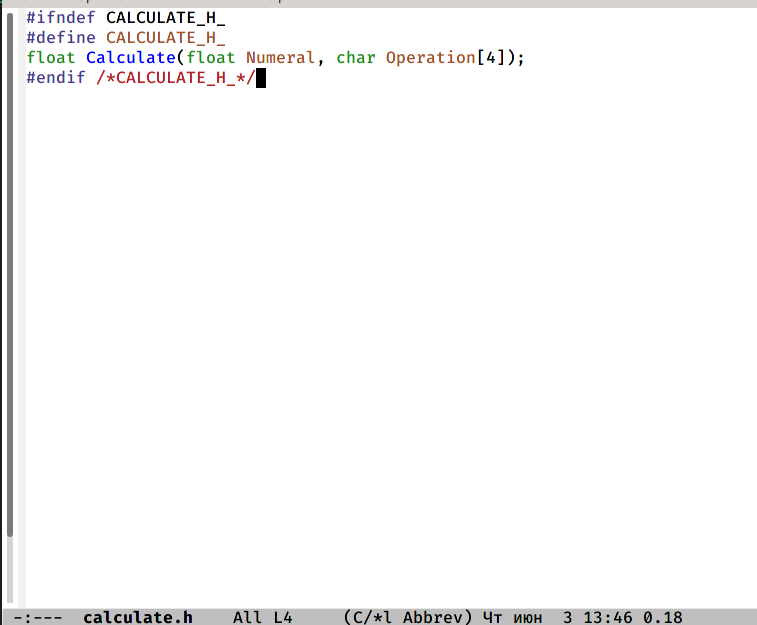 #ifndef CALCULATE_H_
#define CALCULATE_H_
float Calculate(float Numeral, char Operation[4]);
#endif /*CALCULATE_H_*/
-:--- calculate.h All L4 (C/*l Abbrev) Чт июн 3 13:46 0.18